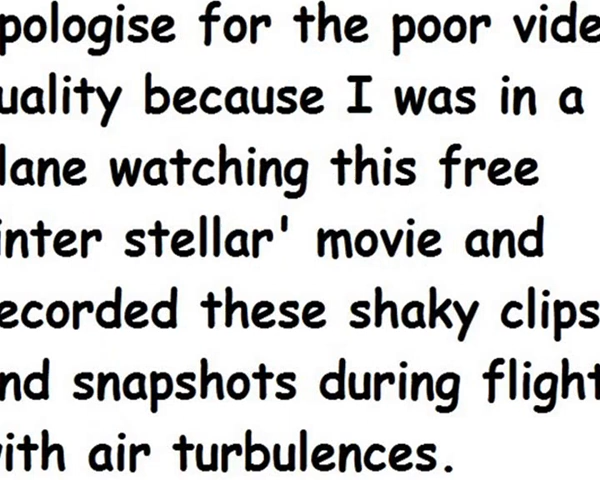 pologise for the poor vide
uality because I was in a
lane watching this free
inter stellar' movie and
ecorded these shaky clips
nd snapshots during flight
ith air turbulences.